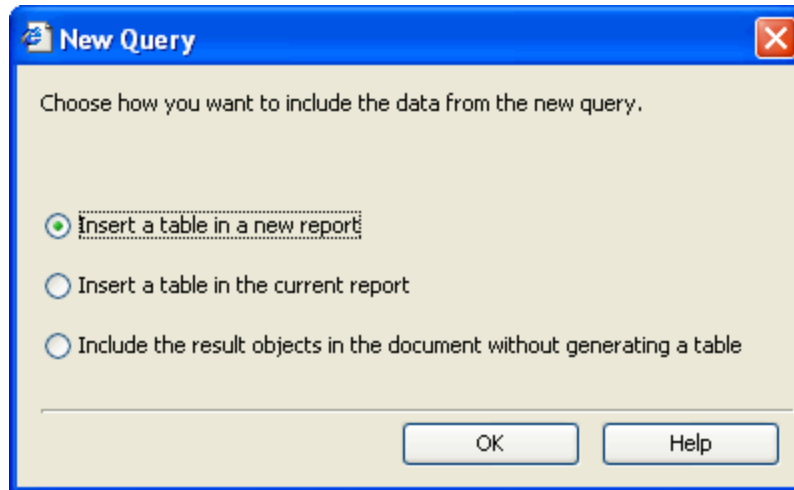 New Query
Choose how you want to include the data from the new query.
Insert a table in a new report
Insert a table in the current report
Include the result objects in the document without generating a table
OK
Help